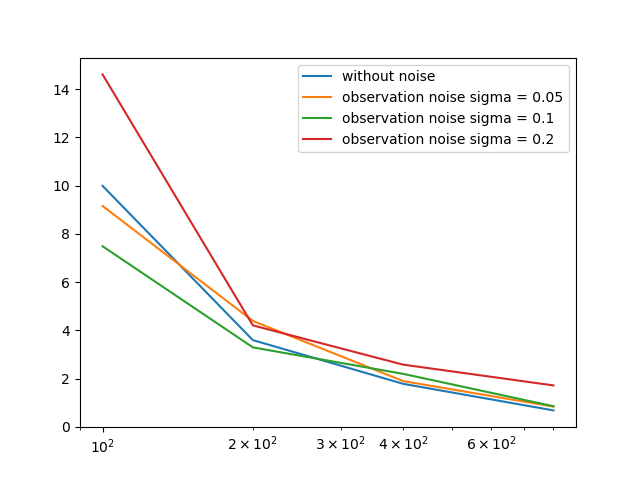 without noise
observation noise sigma = 0.05
observation noise sigma = 0.1
observation noise sigma = 0.2
14
12
10
8
6
4
2
0
10² 2 × 10² 3 × 10² 4 × 10² 6 × 10²